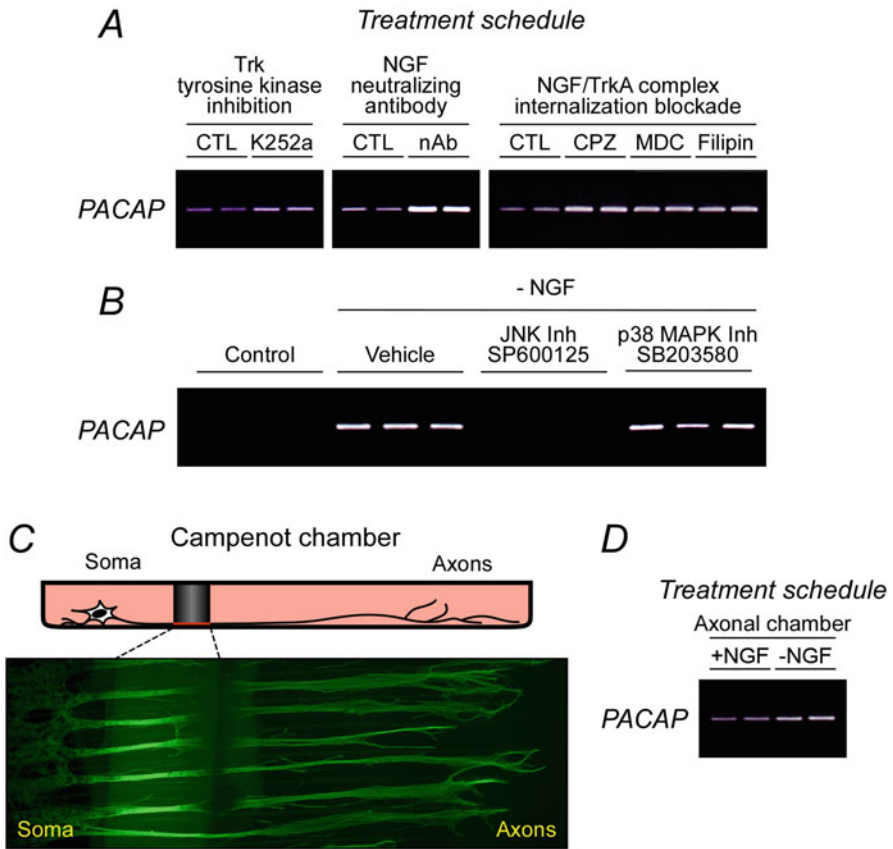 A
Treatment schedule
Trk
tyrosine kinase
inhibition
NGF
neutralizing
antibody
NGF/TrkA complex
internalization blockade
CTL K252a
CTL nAb
CTL CPZ MDC Filipin
PACAP
B
- NGF
Control
Vehicle
JNK Inh
SP600125
p38 MAPK Inh
SB203580
PACAP
C
Campenot chamber
Soma
Axons
Soma
Axons
D
Treatment schedule
Axonal chamber
+NGF -NGF
PACAP